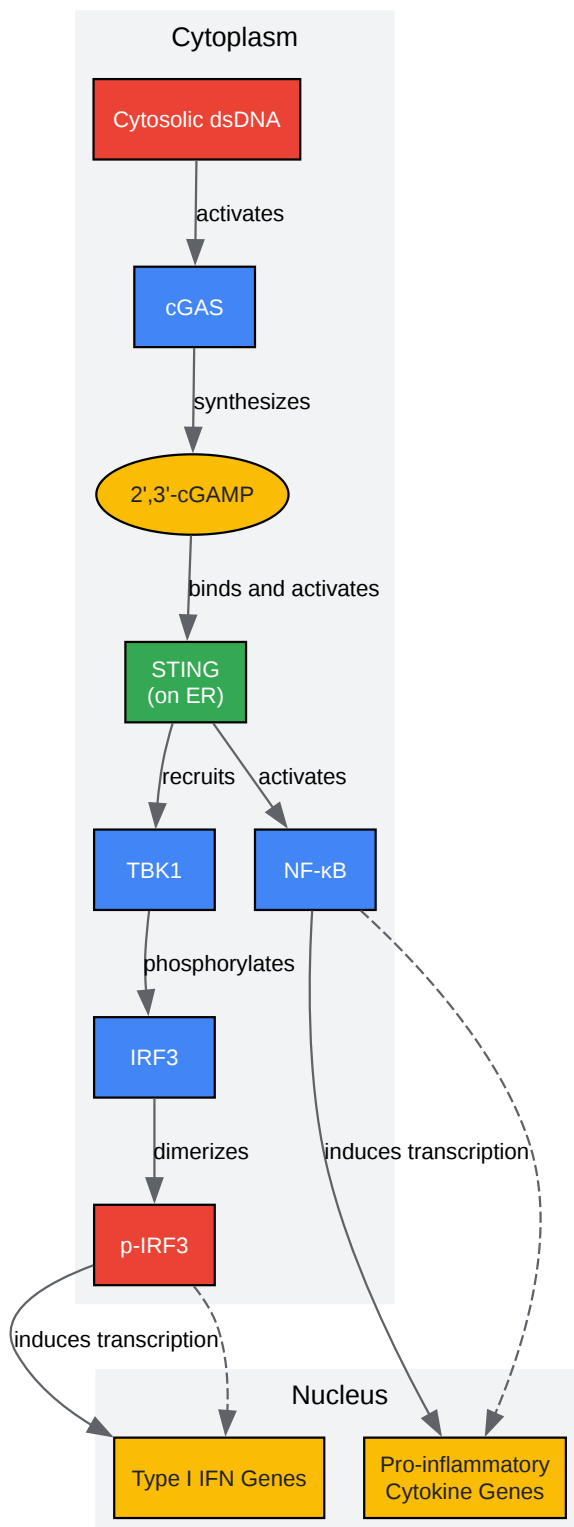 Cytoplasm
Cytosolic dsDNA
activates
cGAS
synthesizes
2',3'-cGAMP
binds and activates
STING
(on ER)
recruits
activates
TBK1
NF-κB
phosphorylates
IRF3
dimerizes
induces transcription
p-IRF3
induces transcription
Nucleus
Type I IFN Genes
Pro-inflammatory
Cytokine Genes